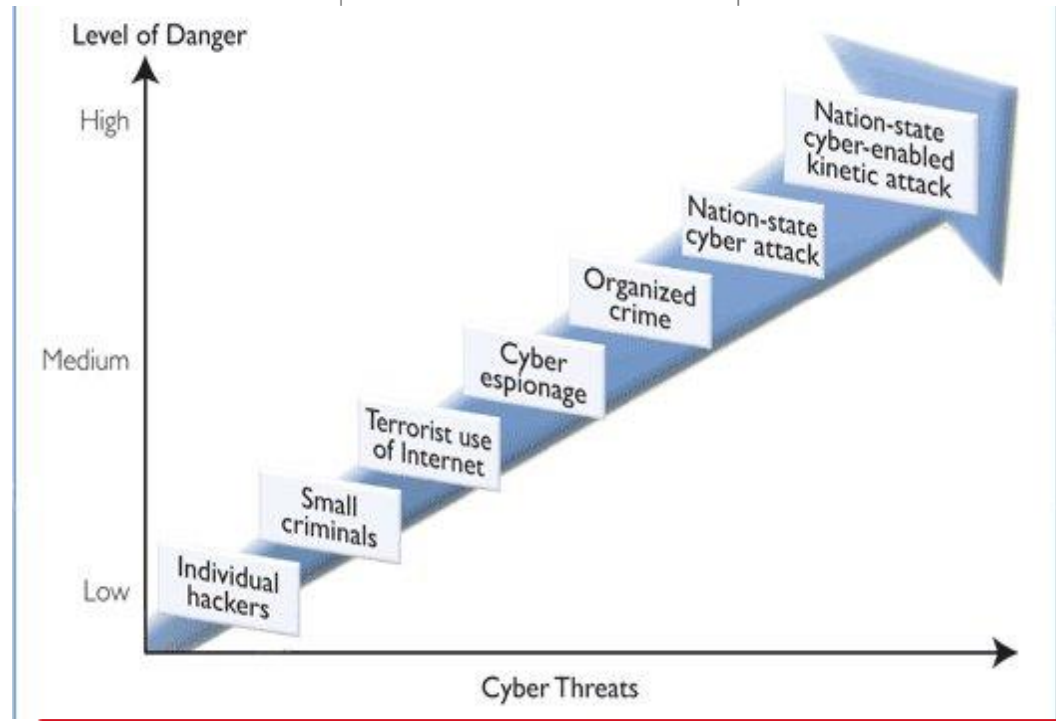 Level of Danger
High
Nation-state
cyber-enabled
kinetic attack
Nation-state
cyber attack
Organized
crime
Medium
Cyber
espionage
Terrorist use
of Internet
Small
criminals
Low
Individual
hackers
Cyber Threats